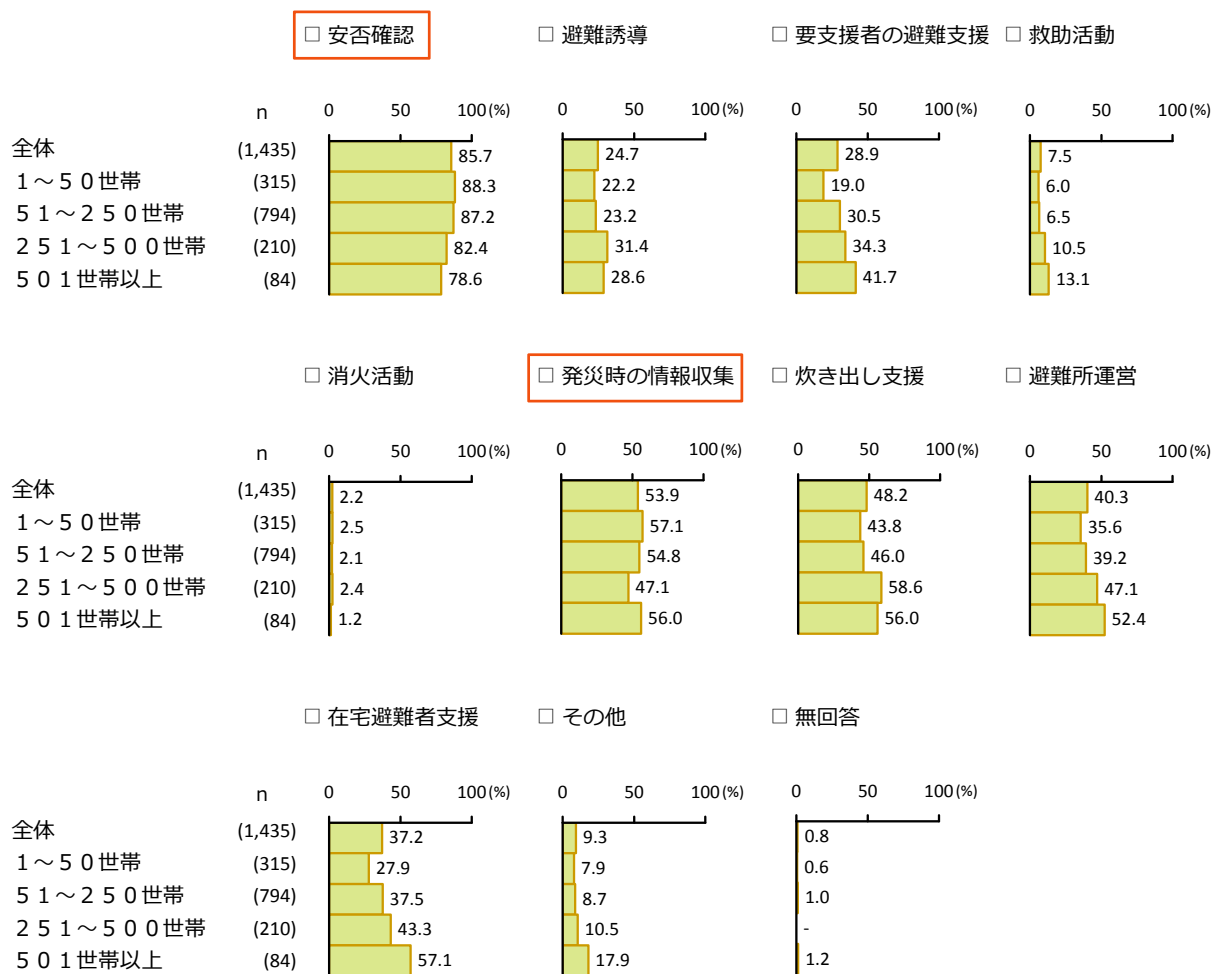 □ 安否確認 □ 避難誘導 □ 要支援者の避難支援 □ 救助活動
n 0 50 100(%) 0 50 100(%) 0 50 100(%) 0 50 100(%)
全体 (1,435) 85.7 24.7 28.9 7.5
1～50世帯 (315) 88.3 22.2 19.0 6.0
51～250世帯 (794) 87.2 23.2 30.5 6.5
251～500世帯 (210) 82.4 31.4 34.3 10.5
501世帯以上 (84) 78.6 28.6 41.7 13.1
□ 消火活動 □ 発災時の情報収集 □ 炊き出し支援 □ 避難所運営
n 0 50 100(%) 0 50 100(%) 0 50 100(%) 0 50 100(%)
全体 (1,435) 2.2 53.9 48.2 40.3
1～50世帯 (315) 2.5 57.1 43.8 35.6
51～250世帯 (794) 2.1 54.8 46.0 39.2
251～500世帯 (210) 2.4 47.1 58.6 47.1
501世帯以上 (84) 1.2 56.0 56.0 52.4
□ 在宅避難者支援 □ その他 □ 無回答
n 0 50 100(%) 0 50 100(%) 0 50 100(%)
全体 (1,435) 37.2 9.3 0.8
1～50世帯 (315) 27.9 7.9 0.6
51～250世帯 (794) 37.5 8.7 1.0
251～500世帯 (210) 43.3 10.5 -
501世帯以上 (84) 57.1 17.9 1.2